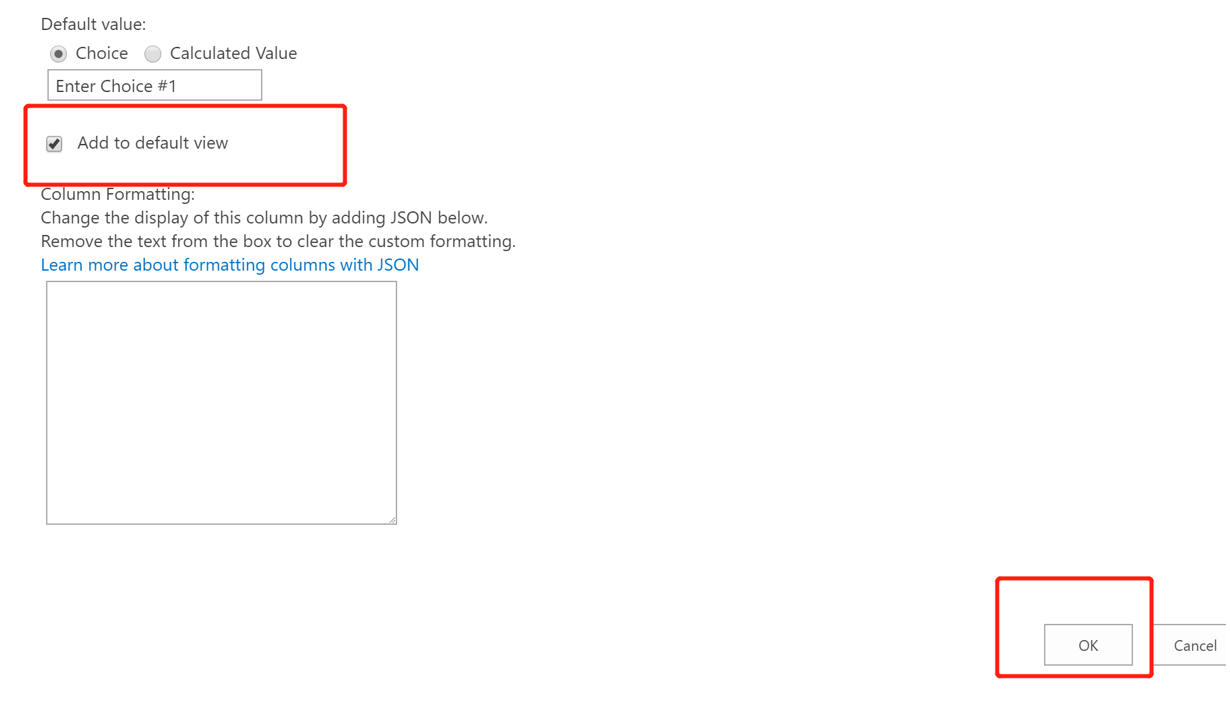 Default value:
Choice Calculated Value
Enter Choice #1
Add to default view
Column Formatting:
Change the display of this column by adding JSON below.
Remove the text from the box to clear the custom formatting.
Learn more about formatting columns with JSON
OK Cancel